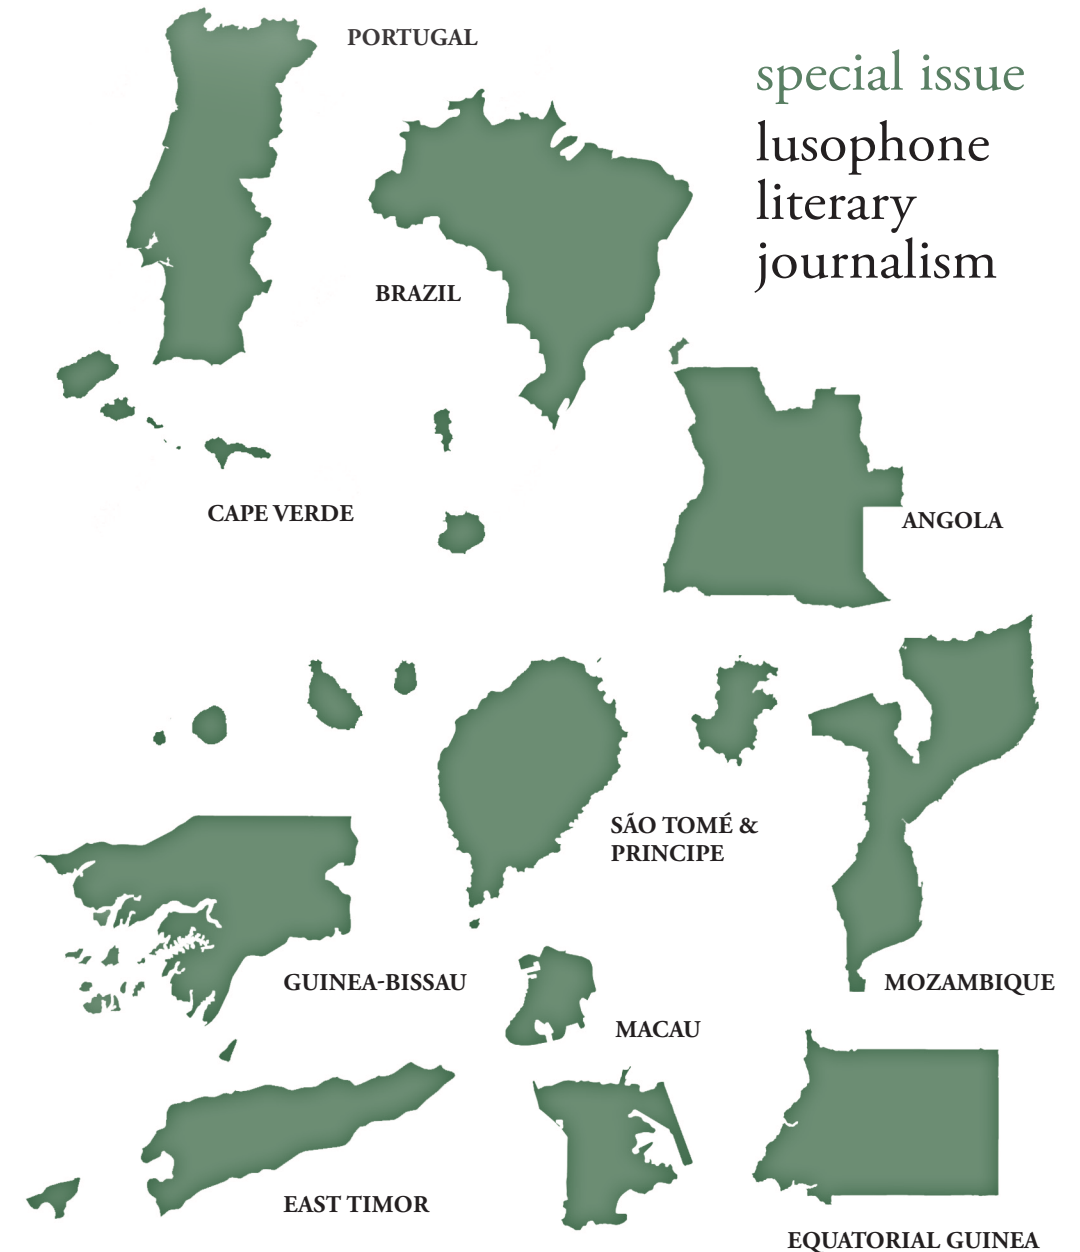 PORTUGAL
special issue
lusophone
literary
journalism
BRAZIL
CAPE VERDE
ANGOLA
SÁO TOMÉ &
PRINCIPE
GUINEA-BISSAU
MOZAMBIQUE
MACAU
EAST TIMOR
EQUATORIAL GUINEA